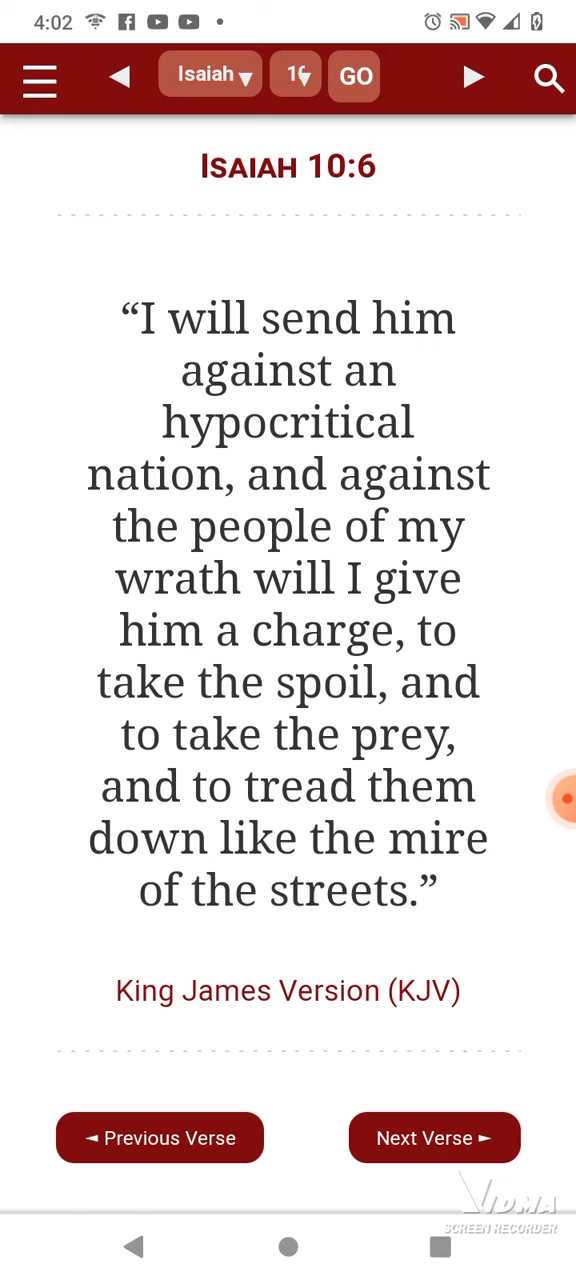 4:02
Isaiah
GO
ISAIAH 10:6
“I will send him
against an
hypocritical
nation, and against
the people of my
wrath will I give
him a charge, to
take the spoil, and
to take the prey,
and to tread them
down like the mire
of the streets.”
King James Version (KJV)
◄ Previous Verse
Next Verse ►
VIDMA
SCREEN RECORDER